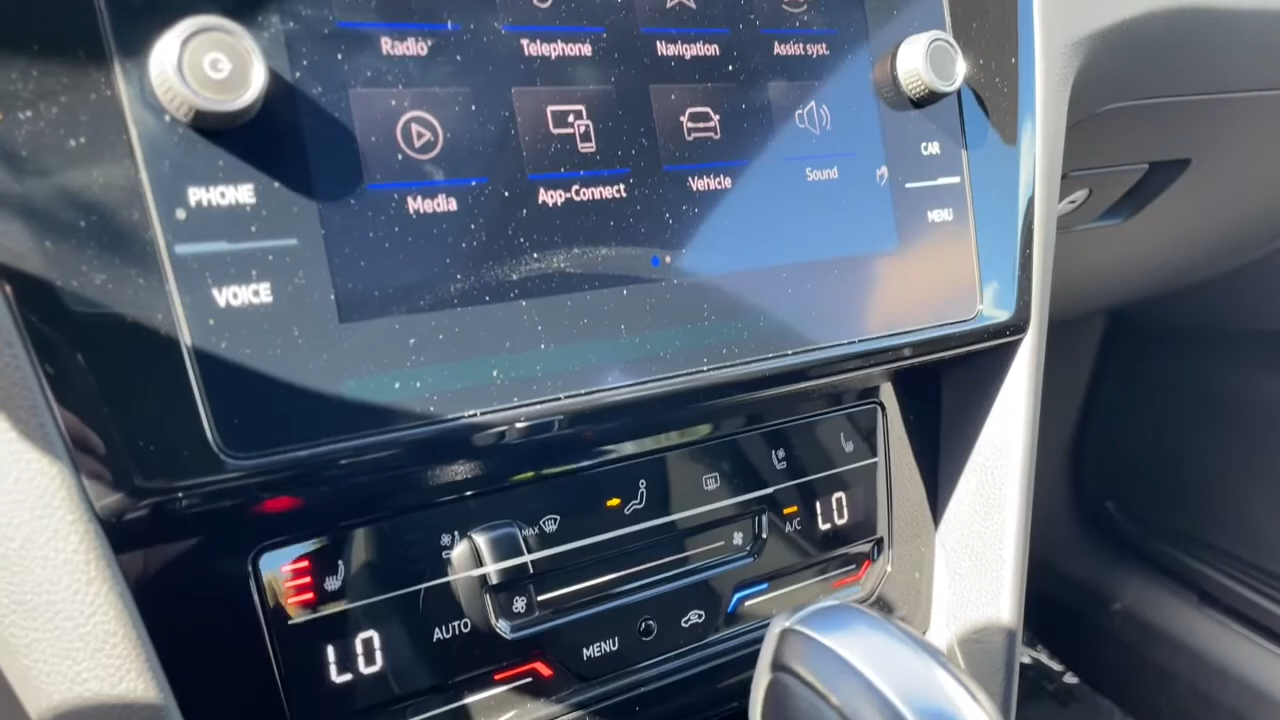 Radio
Telephone
Navigation
Assist syst.
Media
App-Connect
Vehicle
Sound
PHONE
VOICE
CAR
MENU
MAX
A/C
LO
LO
AUTO
MENU